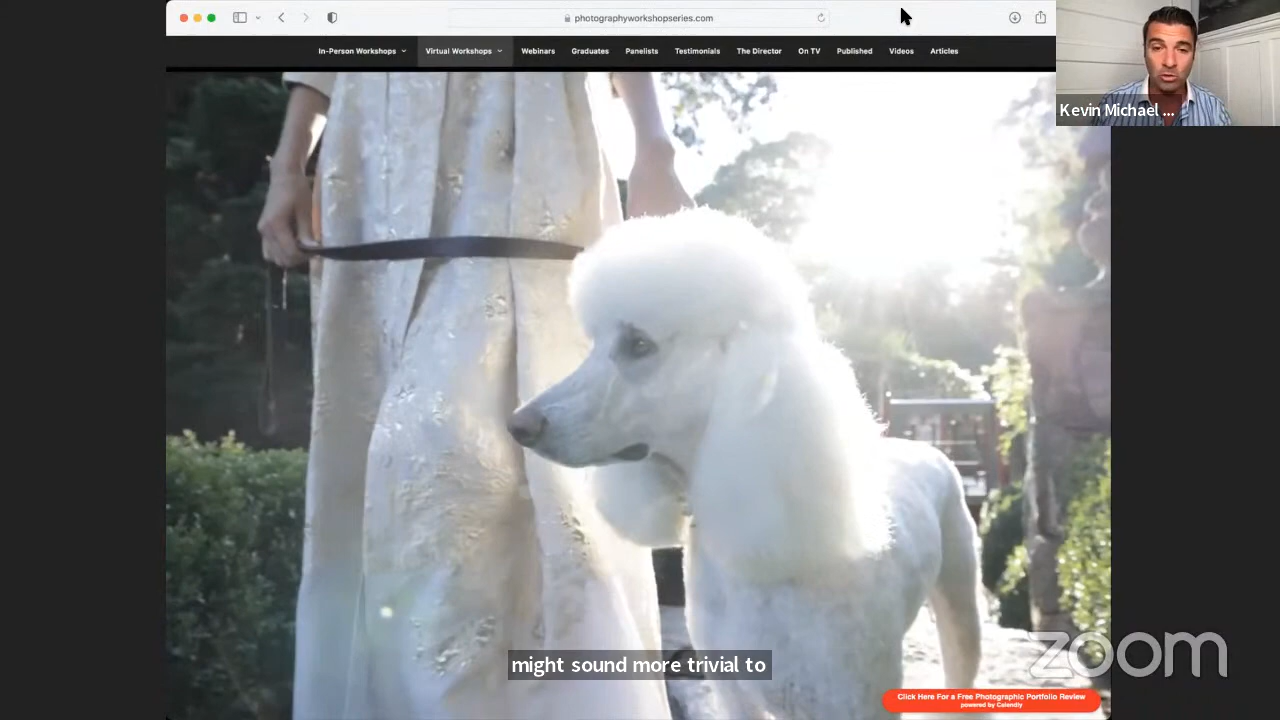 photographyworkshopseries.com
In-Person Workshops Virtual Workshops Webinars Graduates Panelists Testimonials The Director On TV Published Videos Articles
Kevin Michael ...
might sound more trivial to
zoom
Click Here For a Free Photographic Portfolio Review
powered by Calendly